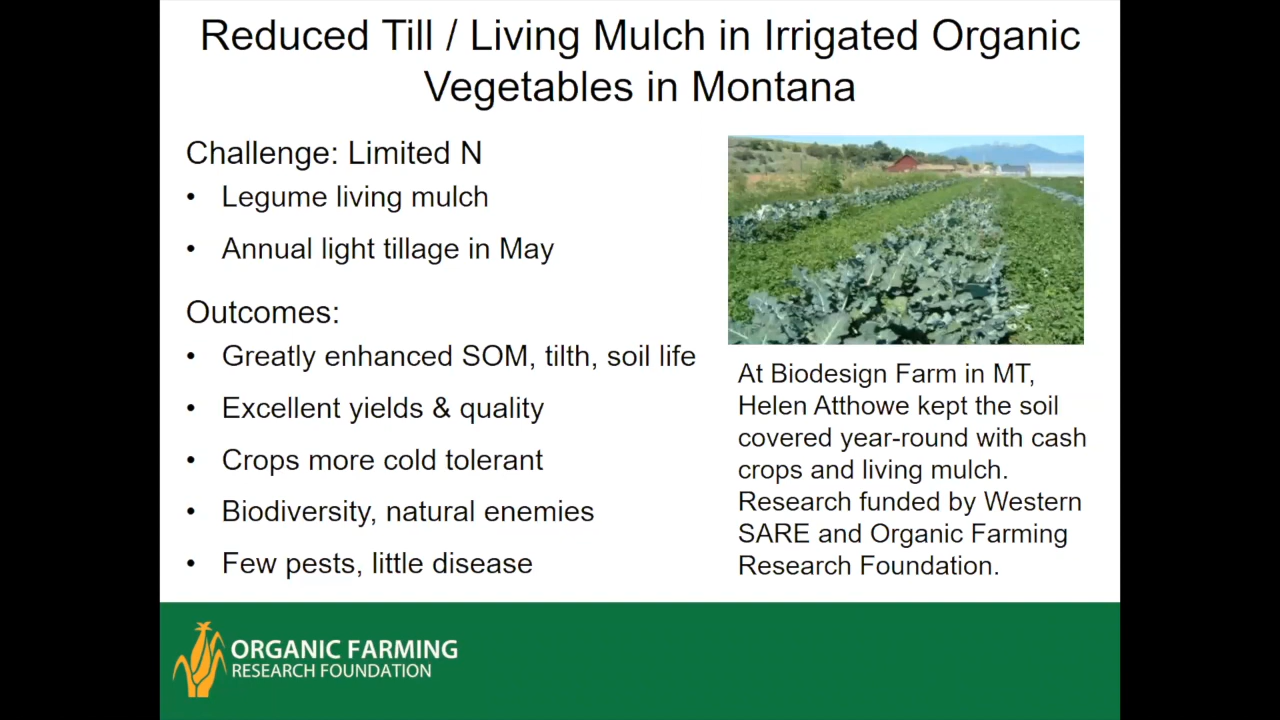 Reduced Till / Living Mulch in Irrigated Organic
Vegetables in Montana
Challenge: Limited N
• Legume living mulch
• Annual light tillage in May
Outcomes:
• Greatly enhanced SOM, tilth, soil life
• Excellent yields & quality
• Crops more cold tolerant
• Biodiversity, natural enemies
• Few pests, little disease
At Biodesign Farm in MT,
Helen Atthowe kept the soil
covered year-round with cash
crops and living mulch.
Research funded by Western
SARE and Organic Farming
Research Foundation.
ORGANIC FARMING
RESEARCH FOUNDATION